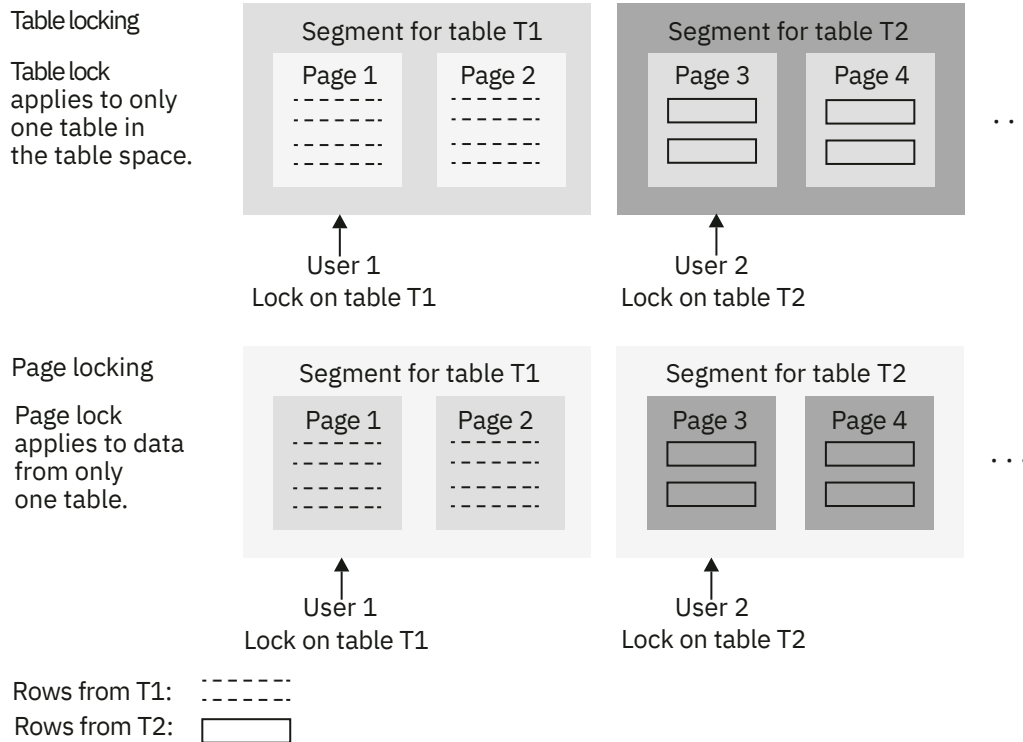 Table locking
Table lock
applies to only
one table in
the table space.
Segment for table T1
Page 1
Page 2
Segment for table T2
Page 3
Page 4
. .
User 1
Lock on table T1
User 2
Lock on table T2
Page locking
Page lock
applies to data
from only
one table.
Segment for table T1
Page 1
Page 2
Segment for table T2
Page 3
Page 4
. . .
User 1
Lock on table T1
User 2
Lock on table T2
Rows from T1:
Rows from T2: